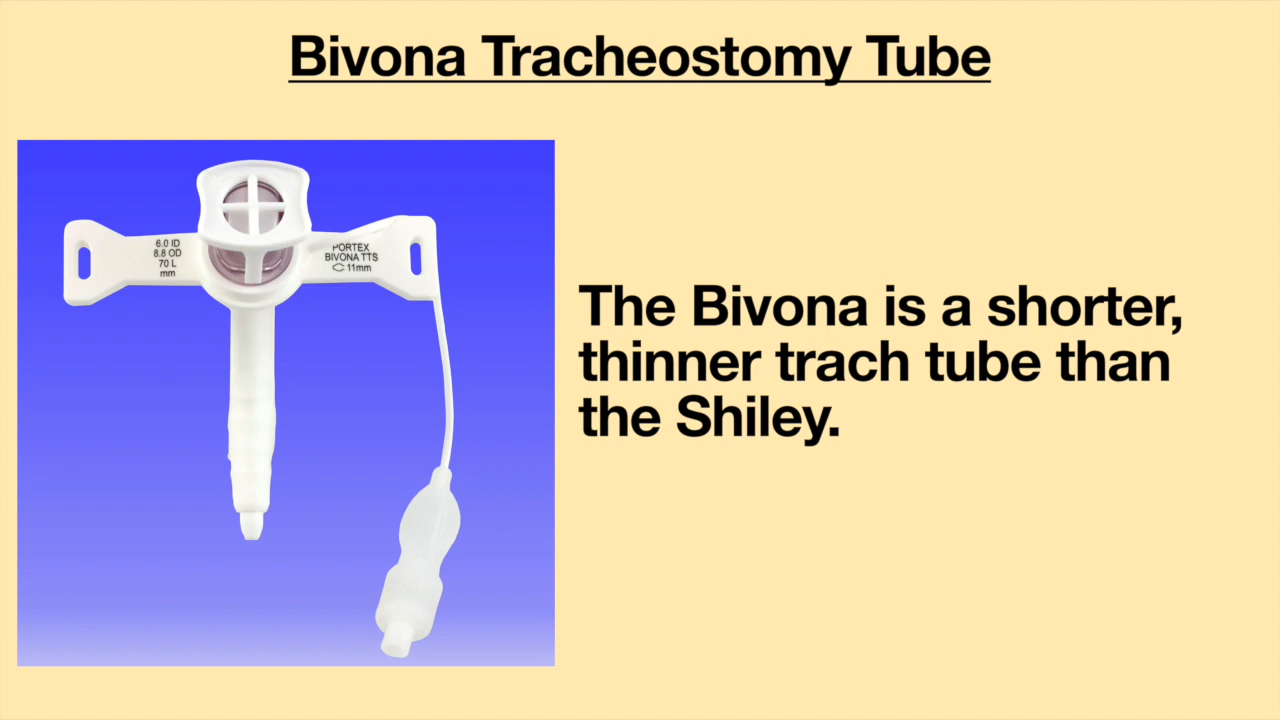 Bivona Tracheostomy Tube
6.0 ID
8.8 OD
70 L
mm
PORTEX
BIVONA TTS
11mm
The Bivona is a shorter,
thinner trach tube than
the Shiley.